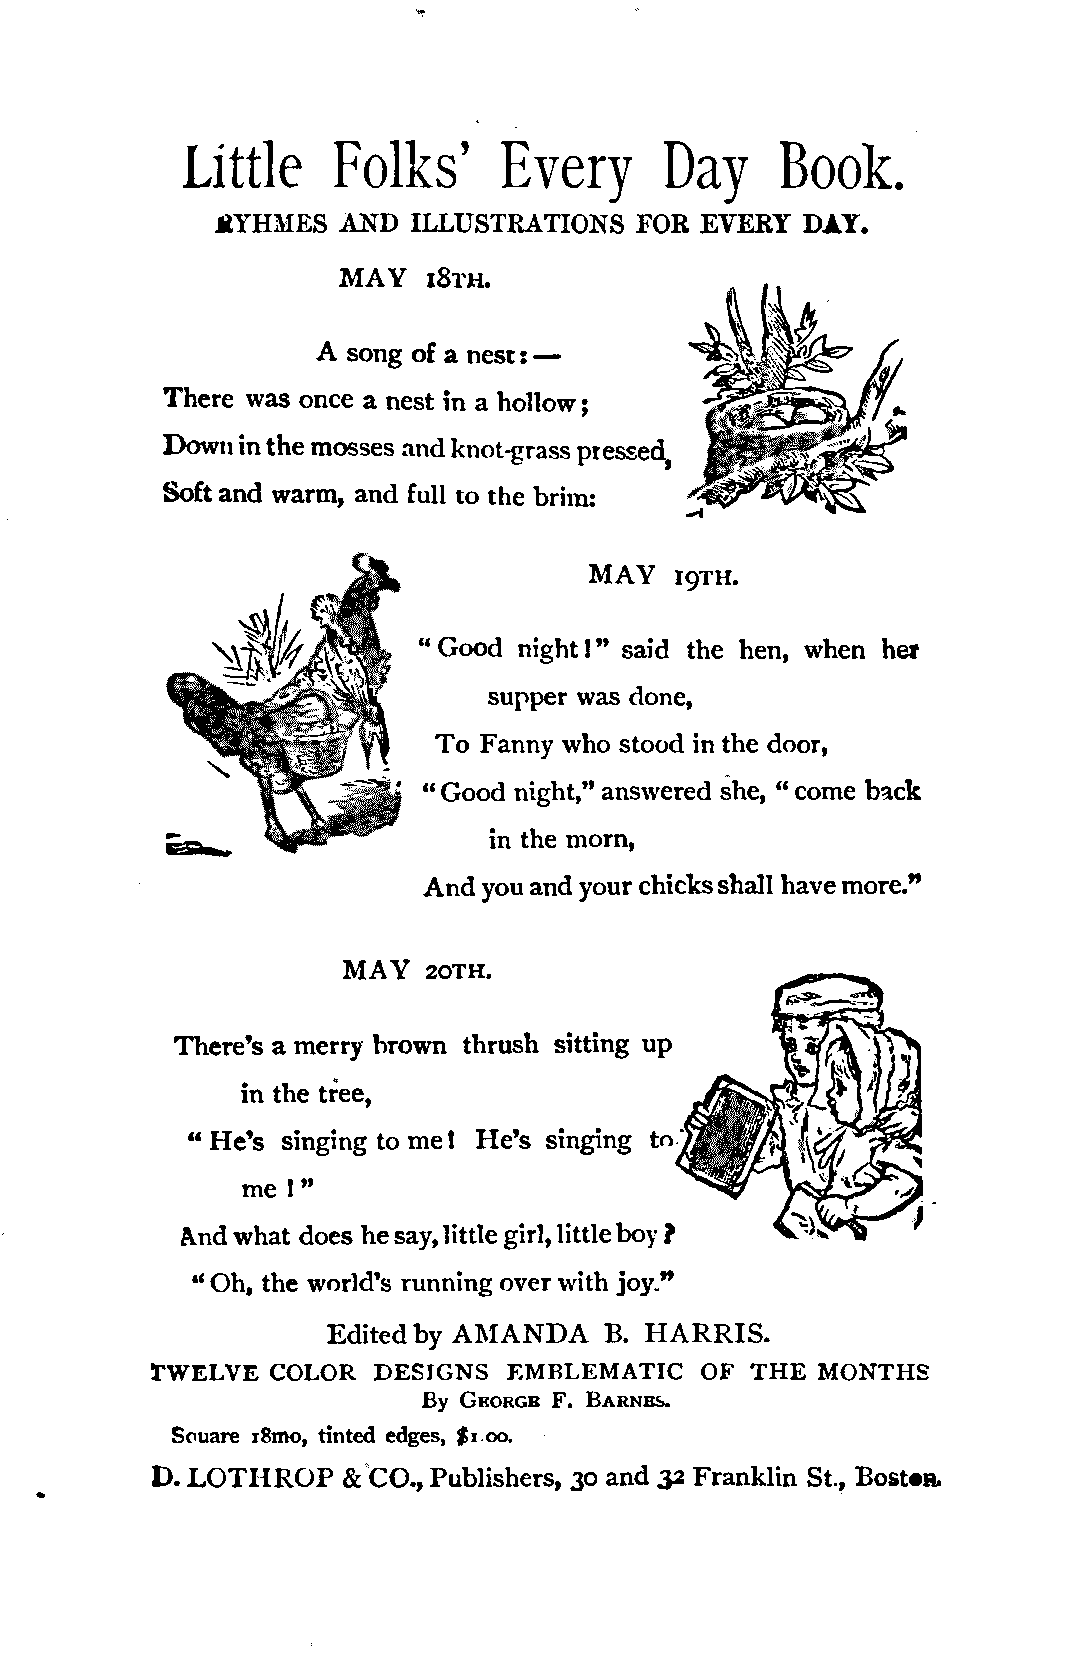 Little Folks' Every Day Book.
RYHMES AND ILLUSTRATIONS FOR EVERY DAY.
MAY 18TH.
A song of a nest:—
There was once a nest in a hollow;
Down in the mosses and knot-grass pressed,
Soft and warm, and full to the brim:
MAY 19TH.
"Good night!" said the hen, when her
supper was done,
To Fanny who stood in the door,
"Good night," answered she, "come back
in the morn,
And you and your chicks shall have more."
MAY 20TH.
There's a merry brown thrush sitting up
in the tree,
"He's singing to me! He's singing to
me!"
And what does he say, little girl, little boy?
"Oh, the world's running over with joy."
Edited by AMANDA B. HARRIS.
TWELVE COLOR DESIGNS EMBLEMATIC OF THE MONTHS
By GEORGE F. BARNES.
Square 18mo, tinted edges, $1.00.
D. LOTHROP & CO., Publishers, 30 and 32 Franklin St., Boston.